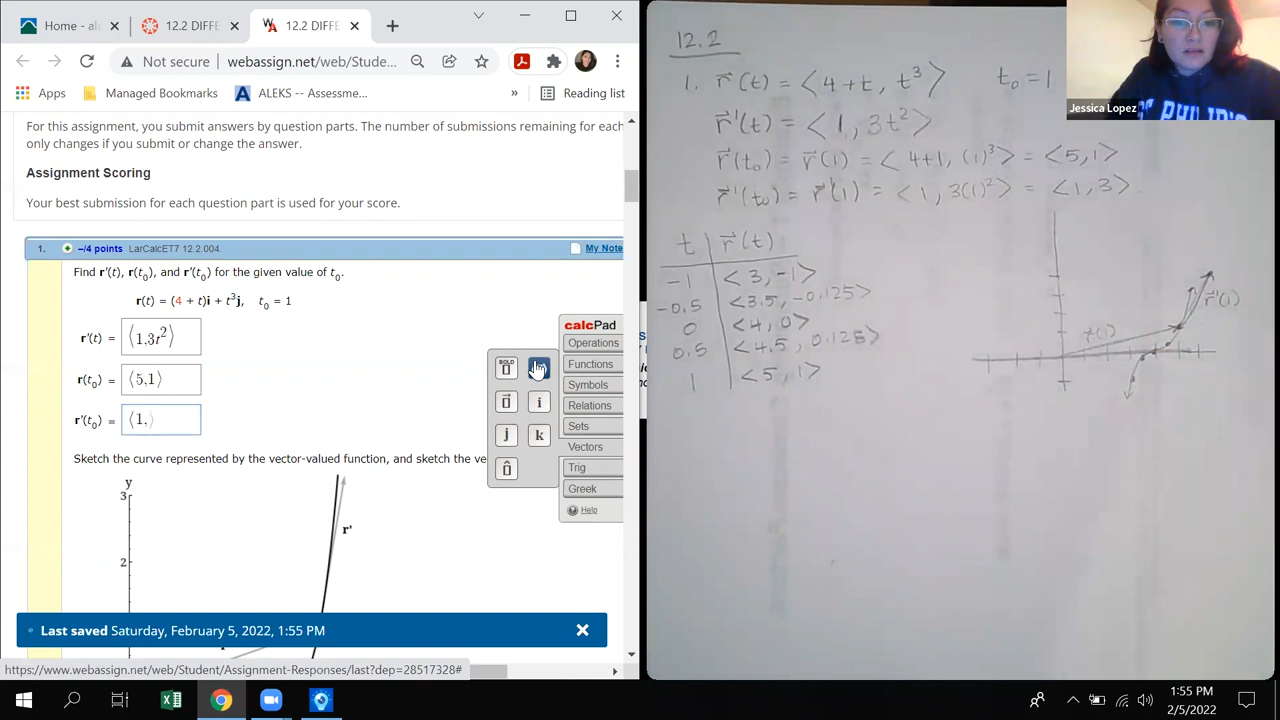 Home - ale
12.2 DIFFE
12.2 DIFFE
Not secure
webassign.net/web/Stude...
Apps
Managed Bookmarks
ALEKS -- Assessme...
»
Reading list
For this assignment, you submit answers by question parts. The number of submissions remaining for each
only changes if you submit or change the answer.
Assignment Scoring
Your best submission for each question part is used for your score.
1.
–/4 points
LarCalcET7 12.2.004.
My Note
Find r'(t), r(t₀), and r'(t₀) for the given value of t₀.
r(t) = (4 + t)i + t³j, t₀ = 1
r'(t) = ⟨1,3t²⟩
r(t₀) = ⟨5,1⟩
r'(t₀) = ⟨1,⟩
Sketch the curve represented by the vector-valued function, and sketch the ve
y
3
2
r'
calcPad
Operations
Functions
Symbols
Relations
Sets
Vectors
Trig
Greek
Help
BOLD
i
j
k
Last saved Saturday, February 5, 2022, 1:55 PM
https://www.webassign.net/web/Student/Assignment-Responses/last?dep=28517328#
12.2
1. r⃗(t) = <4+t, t³> t₀ = 1
r⃗'(t) = <1, 3t²>
r⃗(t₀) = r⃗(1) = <4+1, (1)³> = <5,1>
r⃗'(t₀) = r⃗'(1) = <1, 3(1)²> = <1,3>
t r⃗(t)
-1 <3,-1>
-0.5 <3.5, -0.125>
0 <4,0>
0.5 <4.5, 0.125>
1 <5,1>
r⃗(1)
r⃗'(1)
Jessica Lopez
1:55 PM
2/5/2022